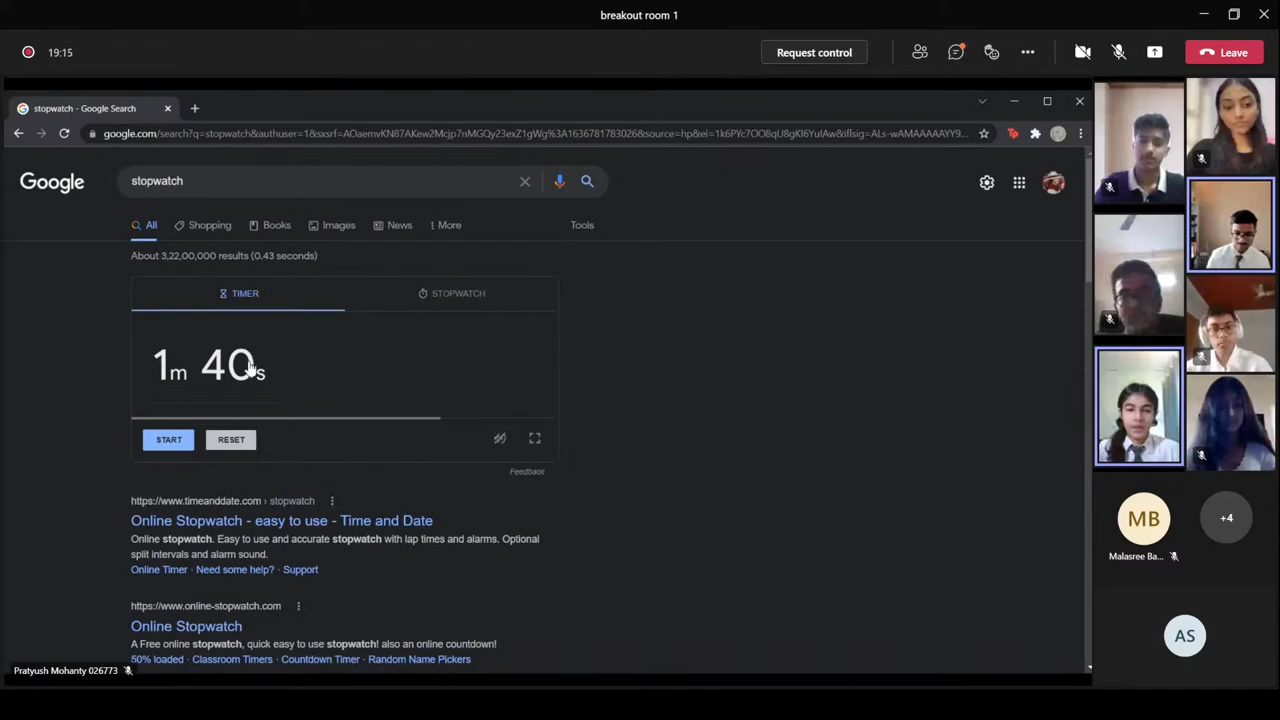 breakout room 1
19:15
Request control
Leave
stopwatch - Google Search
google.com/search?q=stopwatch&authuser=1&sxsrf=AOaemvKN87AKew2Mcjp7nMGQy23exZ1gWg%3A1636781783026&source=hp&ei=1k6PYc7OO8qU8gKI6YuIAw&iflsig=ALs-wAMAAAAAYY9...
Google
stopwatch
All
Shopping
Books
Images
News
More
Tools
About 3,22,00,000 results (0.43 seconds)
TIMER
STOPWATCH
1m 40s
START
RESET
Feedback
https://www.timeanddate.com › stopwatch
Online Stopwatch - easy to use - Time and Date
Online stopwatch. Easy to use and accurate stopwatch with lap times and alarms. Optional
split intervals and alarm sound.
Online Timer · Need some help? · Support
https://www.online-stopwatch.com
Online Stopwatch
A Free online stopwatch, quick easy to use stopwatch! also an online countdown!
50% loaded · Classroom Timers · Countdown Timer · Random Name Pickers
MB
+4
Malasree Ba...
AS
Pratyush Mohanty 026773